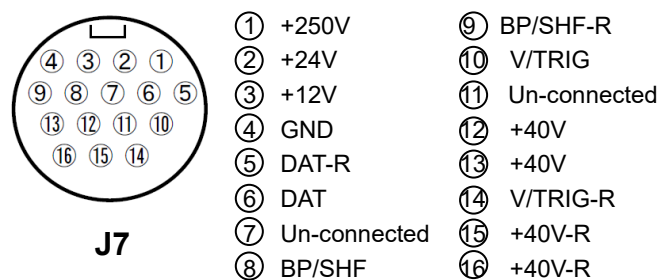 ④ ③ ② ①
⑨ ⑧ ⑦ ⑥ ⑤
⑬ ⑫ ⑪ ⑩
⑯ ⑮ ⑭
J7
① +250V
② +24V
③ +12V
④ GND
⑤ DAT-R
⑥ DAT
⑦ Un-connected
⑧ BP/SHF
⑨ BP/SHF-R
⑩ V/TRIG
⑪ Un-connected
⑫ +40V
⑬ +40V
⑭ V/TRIG-R
⑮ +40V-R
⑯ +40V-R